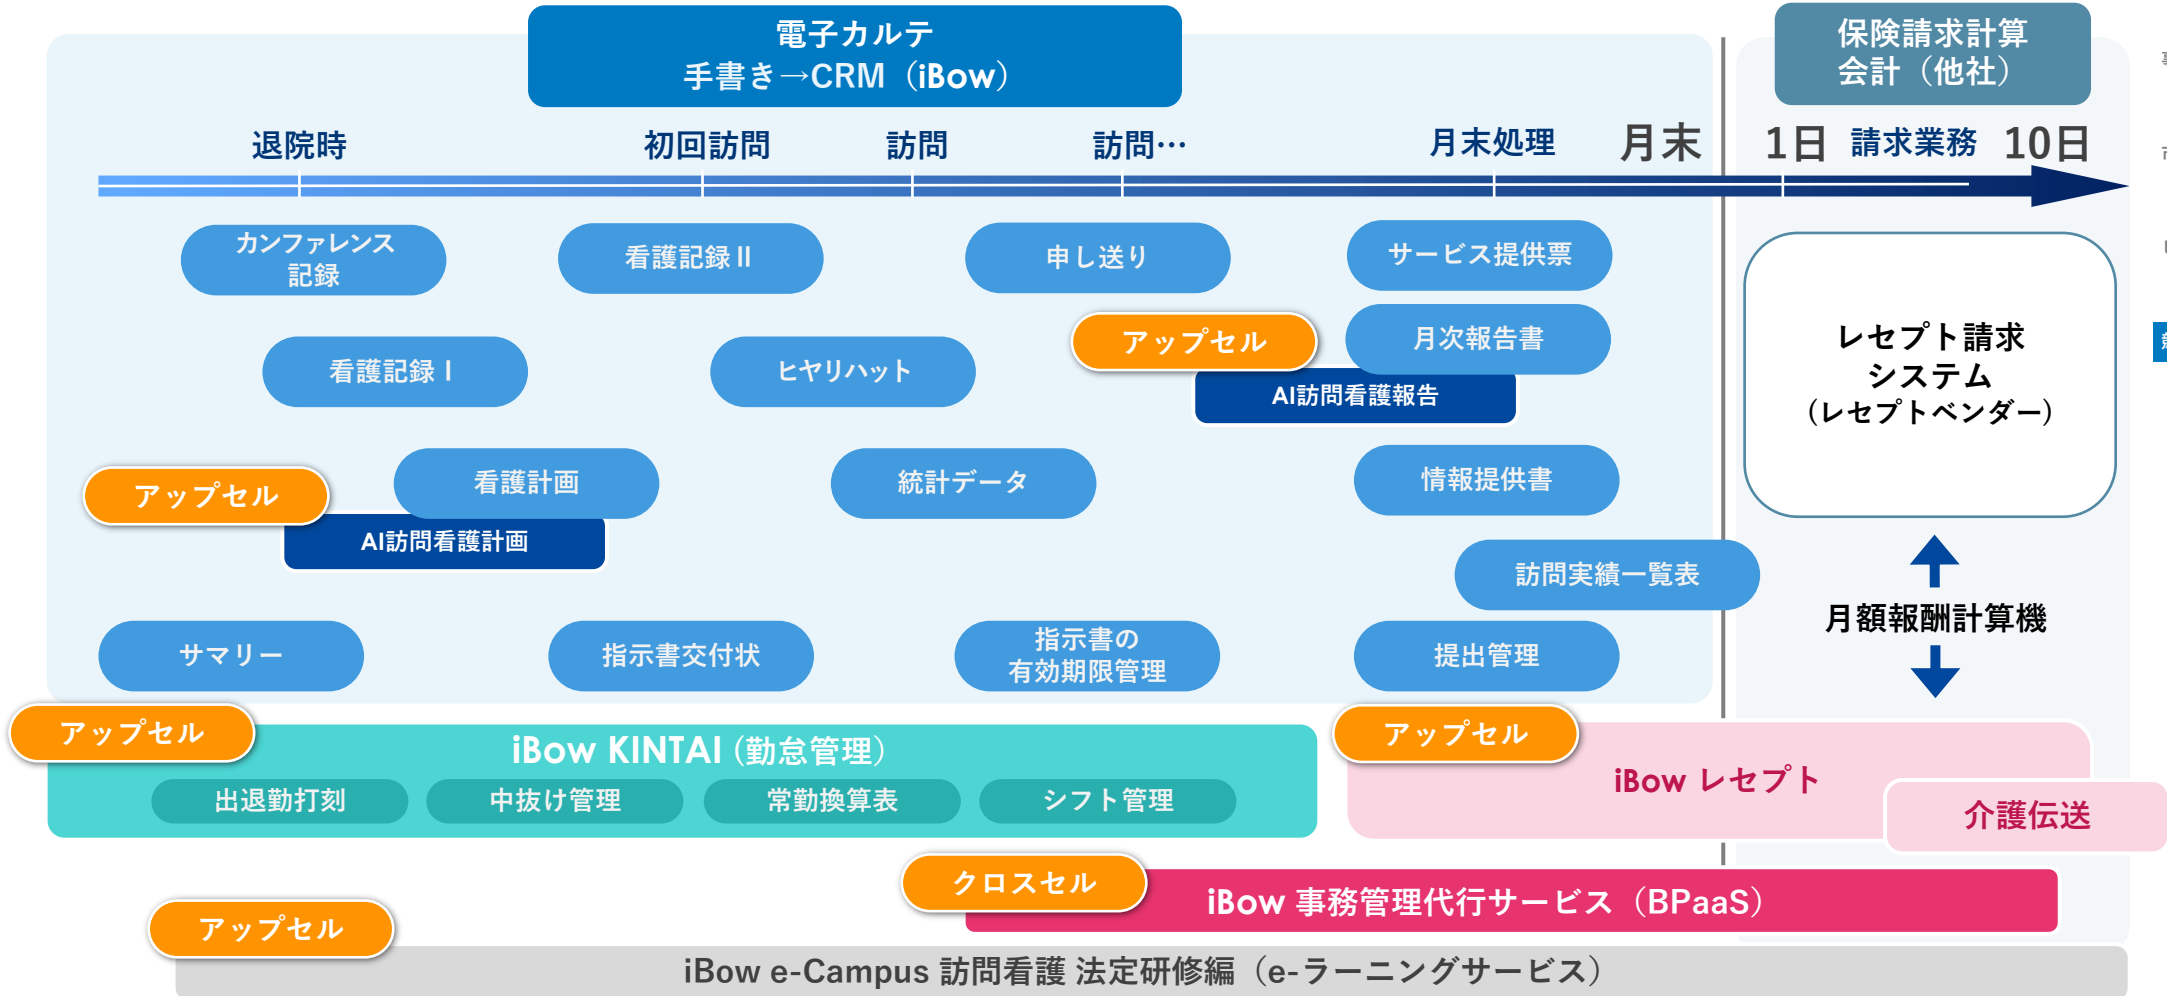 電子カルテ
手書き→CRM（iBow）
保険請求計算
会計（他社）
退院時
初回訪問
訪問
訪問…
月末処理
月末
1日
請求業務
10日
カンファレンス
記録
看護記録Ⅱ
申し送り
サービス提供票
看護記録Ⅰ
ヒヤリハット
アップセル
月次報告書
AI訪問看護報告
レセプト請求
システム
（レセプトベンダー）
アップセル
看護計画
AI訪問看護計画
統計データ
情報提供書
訪問実績一覧表
月額報酬計算機
サマリー
指示書交付状
指示書の
有効期限管理
提出管理
アップセル
iBow KINTAI (勤怠管理)
出退勤打刻
中抜け管理
常勤換算表
シフト管理
アップセル
iBow レセプト
介護伝送
クロスセル
iBow 事務管理代行サービス（BPaaS）
アップセル
iBow e-Campus 訪問看護 法定研修編（e-ラーニングサービス）